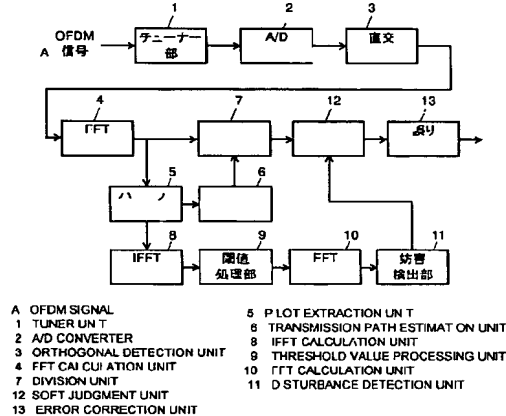 1
2
3
OFDM
A 信号
チューナー
部
A/D
直交
4
7
12
13
FFT
誤り
5
6
8
9
10
11
IFFT
閾値
処理部
FFT
妨害
検出部
A OFDM SIGNAL
1 TUNER UNIT
2 A/D CONVERTER
3 ORTHOGONAL DETECTION UNIT
4 FFT CALCULATION UNIT
7 DIVISION UNIT
12 SOFT JUDGMENT UNIT
13 ERROR CORRECTION UNIT
5 PILOT EXTRACTION UNIT
6 TRANSMISSION PATH ESTIMATION UNIT
8 IFFT CALCULATION UNIT
9 THRESHOLD VALUE PROCESSING UNIT
10 FFT CALCULATION UNIT
11 DISTURBANCE DETECTION UNIT